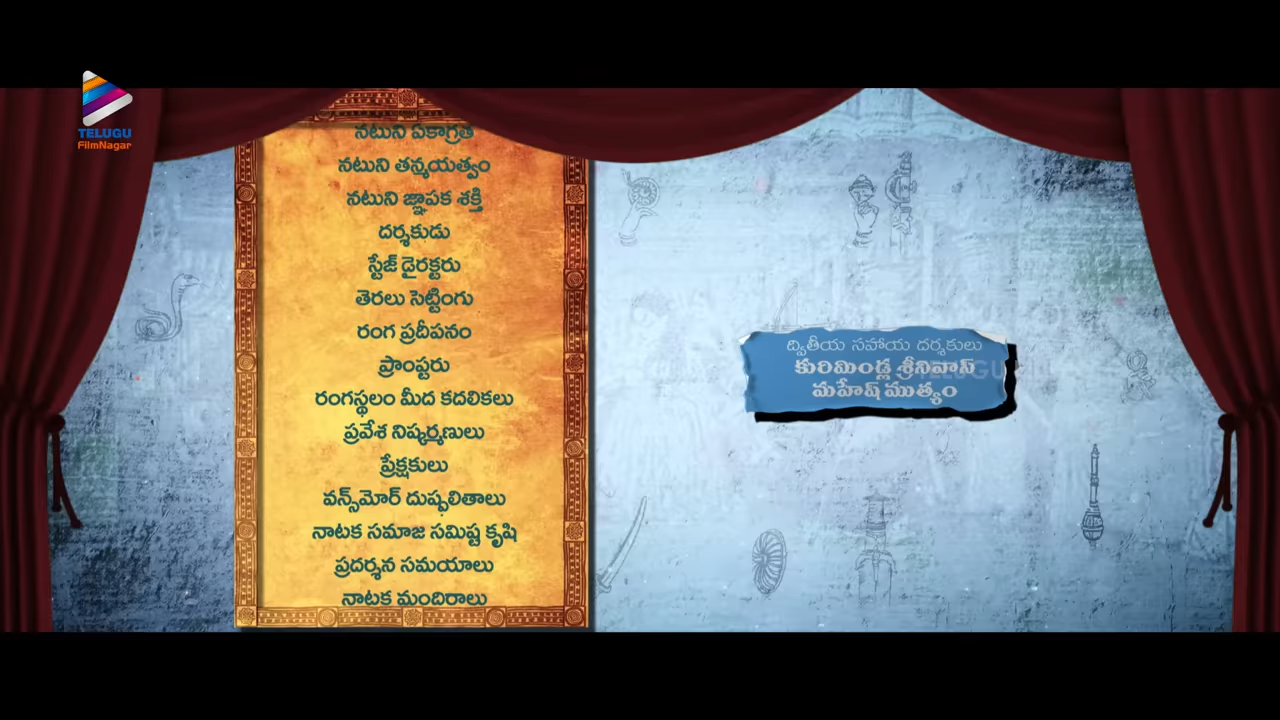 TELUGU
FilmNagar
నటుని ఏకాగ్రత
నటుని తన్మయత్వం
నటుని జ్ఞాపక శక్తి
దర్శకుడు
స్టేజ్ డైరక్టరు
తెరలు సెట్టింగు
రంగ ప్రదీపనం
ప్రాంప్టరు
రంగస్థలం మీద కదలికలు
ప్రవేశ నిష్క్రమణలు
ప్రేక్షకులు
వన్స్‌మోర్ దుష్ఫలితాలు
నాటక సమాజ సమిష్ట కృషి
ప్రదర్శన సమయాలు
నాటక మందిరాలు
ద్వితీయ సహాయ దర్శకులు
కురిమిండ్ల శ్రీనివాస్
మహేష్ ముత్యం